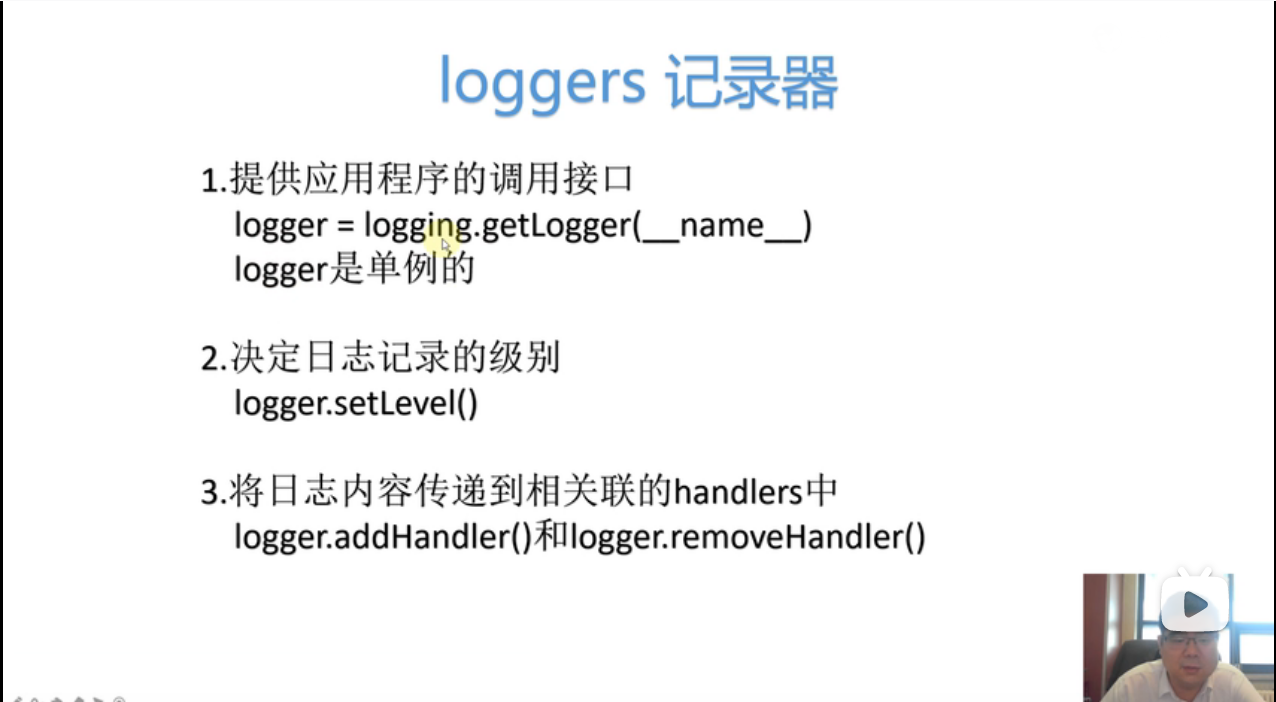 loggers 记录器
1.提供应用程序的调用接口
logger = logging.getLogger(__name__)
logger是单例的
2.决定日志记录的级别
logger.setLevel()
3.将日志内容传递到相关联的handlers中
logger.addHandler()和logger.removeHandler()